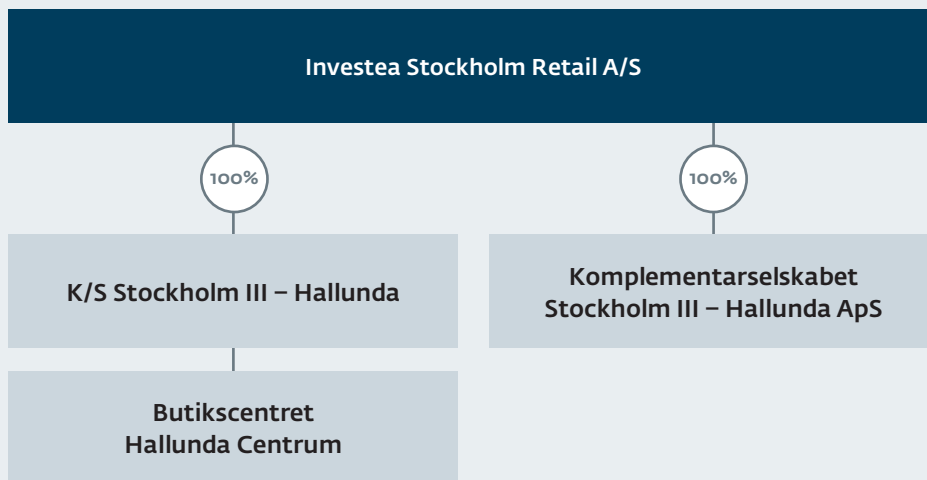 Investea Stockholm Retail A/S
100%
100%
K/S Stockholm III – Hallunda
Komplementarselskabet
Stockholm III – Hallunda ApS
Butikscentret
Hallunda Centrum